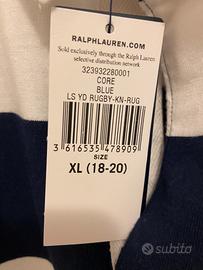 RALPHLAUREN.COM
Sold exclusively through the Ralph Lauren
selective distribution network
323932280001
CORE
BLUE
LS YD RUGBY-KN-RUG
3 616535 478909
SIZE
XL (18-20)
subito